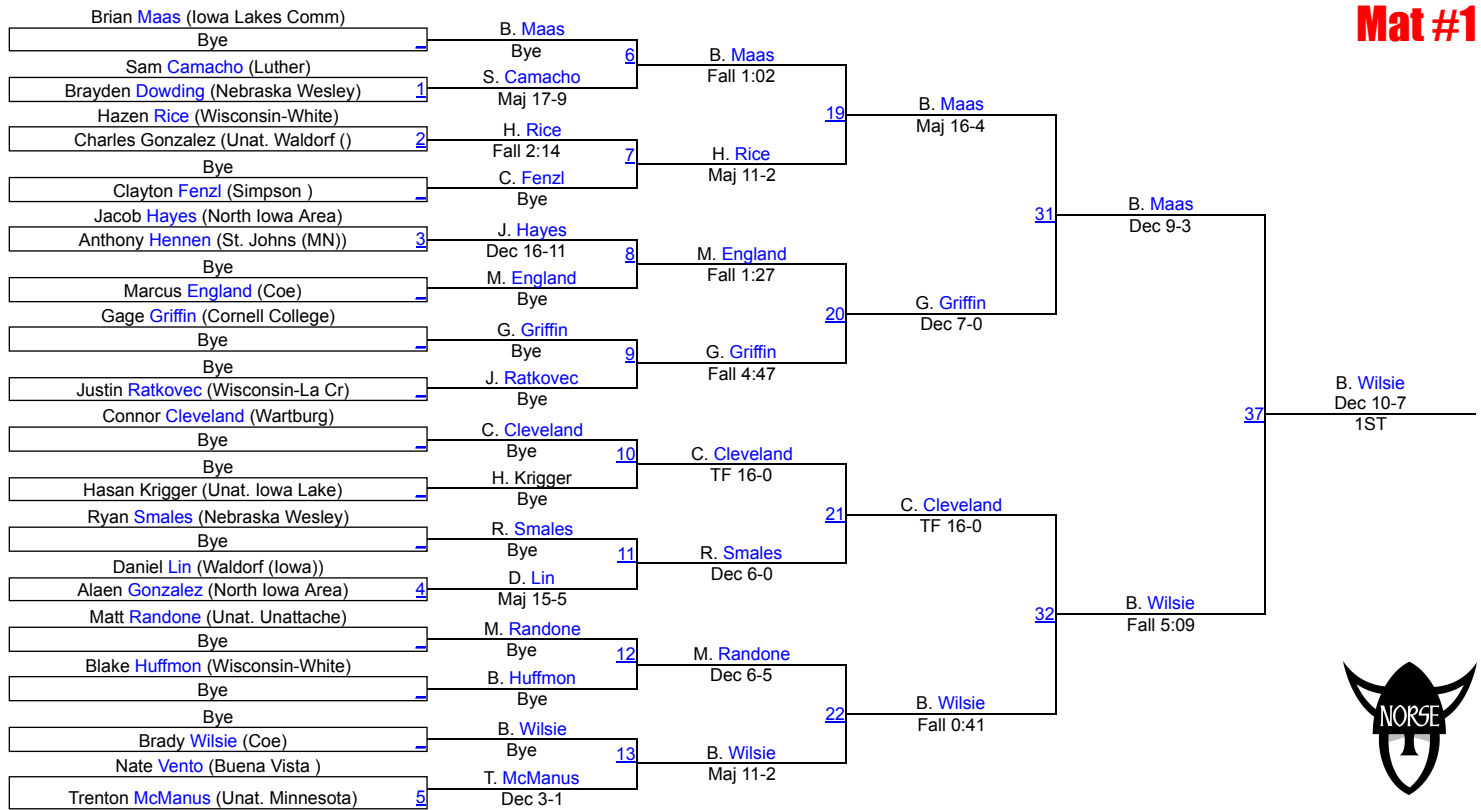 Mat #1
Brian Maas (Iowa Lakes Comm)
Bye
_
Sam Camacho (Luther)
Brayden Dowding (Nebraska Wesley)
1
Hazen Rice (Wisconsin-White)
Charles Gonzalez (Unat. Waldorf ()
2
Bye
Clayton Fenzl (Simpson )
_
Jacob Hayes (North Iowa Area)
Anthony Hennen (St. Johns (MN))
3
Bye
Marcus England (Coe)
_
Gage Griffin (Cornell College)
Bye
_
Bye
Justin Ratkovec (Wisconsin-La Cr)
_
Connor Cleveland (Wartburg)
Bye
_
Bye
Hasan Krigger (Unat. Iowa Lake)
_
Ryan Smales (Nebraska Wesley)
Bye
_
Daniel Lin (Waldorf (Iowa))
Alaen Gonzalez (North Iowa Area)
4
Matt Randone (Unat. Unattache)
Bye
_
Blake Huffmon (Wisconsin-White)
Bye
_
Bye
Brady Wilsie (Coe)
_
Nate Vento (Buena Vista )
Trenton McManus (Unat. Minnesota)
5
B. Maas
Bye
6
S. Camacho
Maj 17-9
H. Rice
Fall 2:14
7
C. Fenzl
Bye
J. Hayes
Dec 16-11
8
M. England
Bye
G. Griffin
Bye
9
J. Ratkovec
Bye
C. Cleveland
Bye
10
H. Krigger
Bye
R. Smales
Bye
11
D. Lin
Maj 15-5
M. Randone
Bye
12
B. Huffmon
Bye
B. Wilsie
Bye
13
T. McManus
Dec 3-1
B. Maas
Fall 1:02
19
H. Rice
Maj 11-2
M. England
Fall 1:27
20
G. Griffin
Fall 4:47
C. Cleveland
TF 16-0
21
R. Smales
Dec 6-0
M. Randone
Dec 6-5
22
B. Wilsie
Maj 11-2
B. Maas
Maj 16-4
31
G. Griffin
Dec 7-0
C. Cleveland
TF 16-0
32
B. Wilsie
Fall 0:41
B. Maas
Dec 9-3
37
B. Wilsie
Fall 5:09
B. Wilsie
Dec 10-7
1ST
NORSE